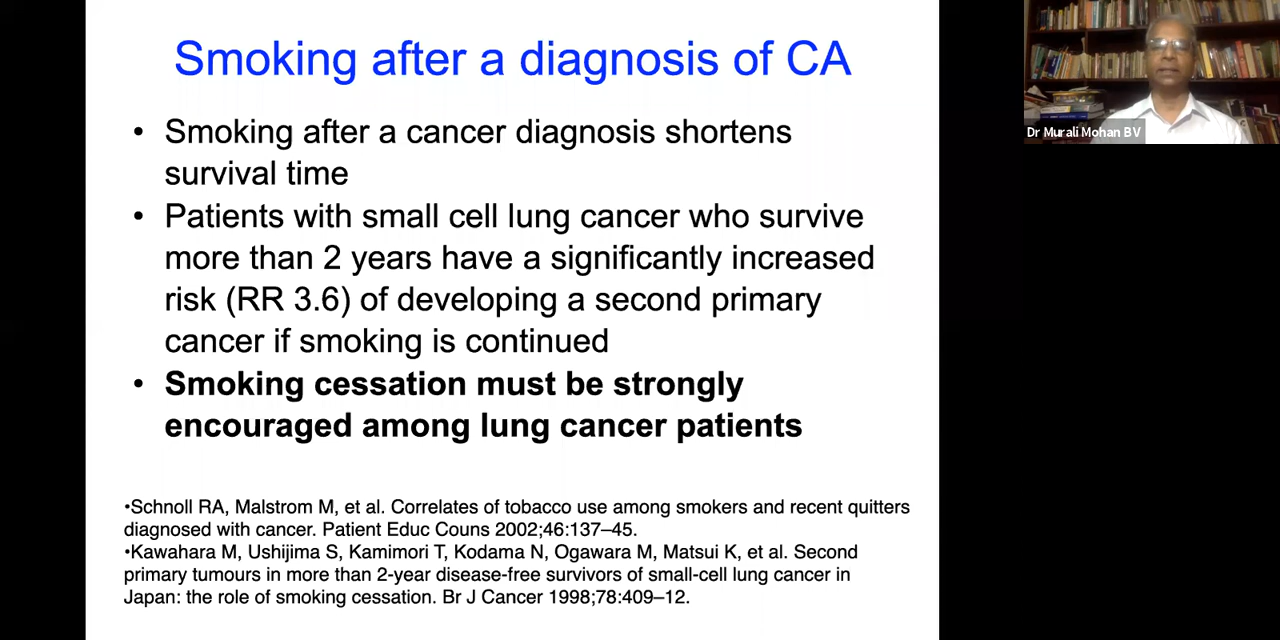 Smoking after a diagnosis of CA
• Smoking after a cancer diagnosis shortens
survival time
• Patients with small cell lung cancer who survive
more than 2 years have a significantly increased
risk (RR 3.6) of developing a second primary
cancer if smoking is continued
• Smoking cessation must be strongly
encouraged among lung cancer patients
•Schnoll RA, Malstrom M, et al. Correlates of tobacco use among smokers and recent quitters
diagnosed with cancer. Patient Educ Couns 2002;46:137–45.
•Kawahara M, Ushijima S, Kamimori T, Kodama N, Ogawara M, Matsui K, et al. Second
primary tumours in more than 2-year disease-free survivors of small-cell lung cancer in
Japan: the role of smoking cessation. Br J Cancer 1998;78:409–12.
Dr Murali Mohan BV